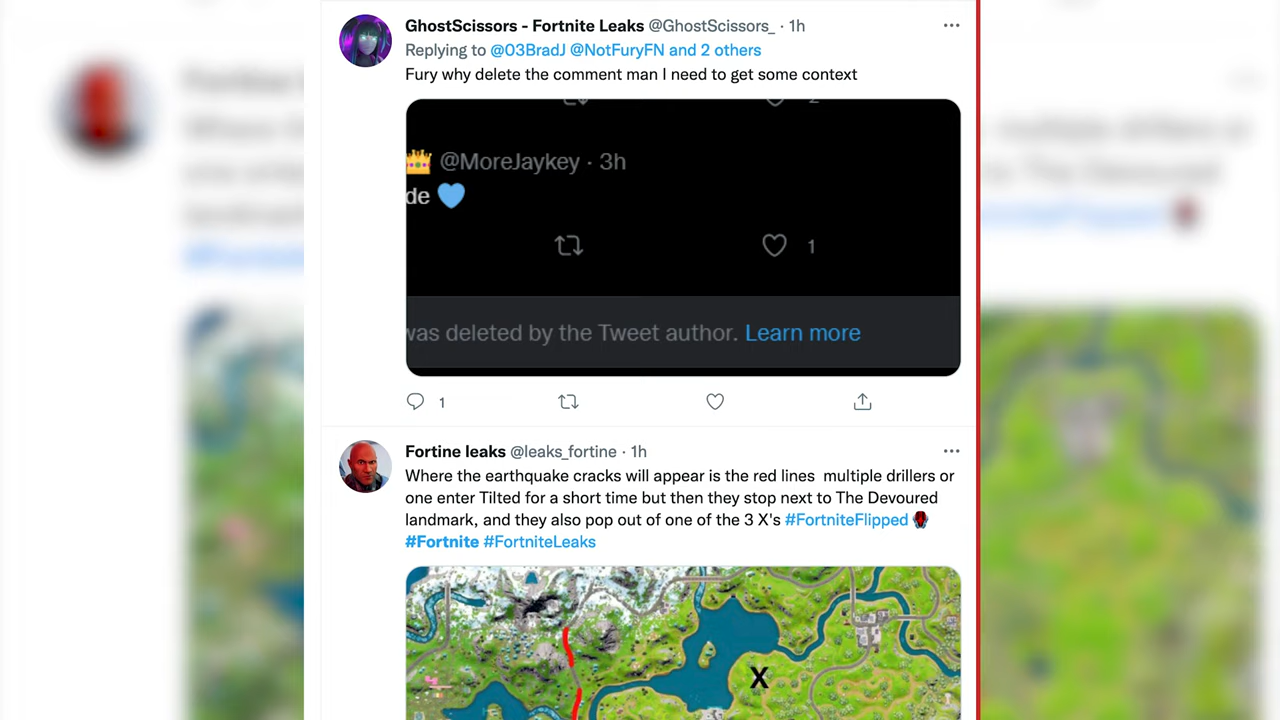 GhostScissors - Fortnite Leaks @GhostScissors_ · 1h
Replying to @03BradJ @NotFuryFN and 2 others
Fury why delete the comment man I need to get some context
2
@MoreJaykey · 3h
de
1
was deleted by the Tweet author. Learn more
1
Fortine leaks @leaks_fortine · 1h
Where the earthquake cracks will appear is the red lines  multiple drillers or
one enter Tilted for a short time but then they stop next to The Devoured
landmark, and they also pop out of one of the 3 X's #FortniteFlipped
#Fortnite #FortniteLeaks
X